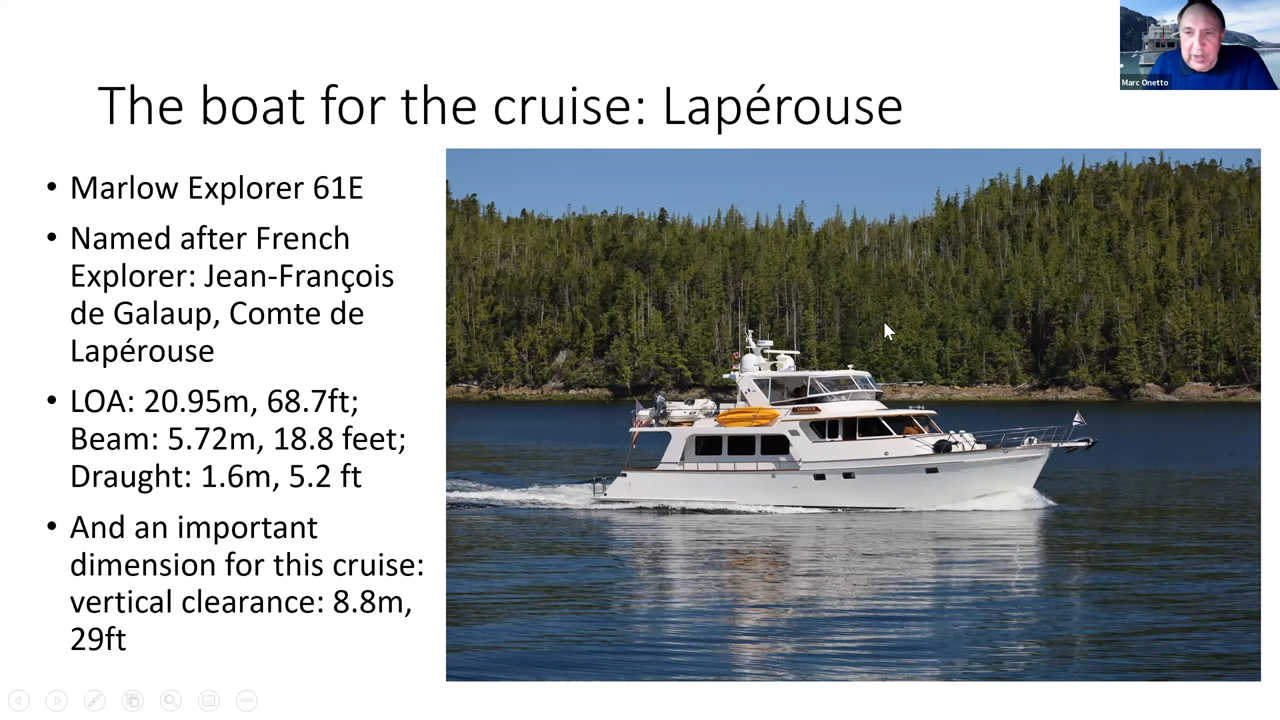 Marc Onetto
The boat for the cruise: Lapérouse
• Marlow Explorer 61E
• Named after French
Explorer: Jean-François
de Galaup, Comte de
Lapérouse
• LOA: 20.95m, 68.7ft;
Beam: 5.72m, 18.8 feet;
Draught: 1.6m, 5.2 ft
• And an important
dimension for this cruise:
vertical clearance: 8.8m,
29ft